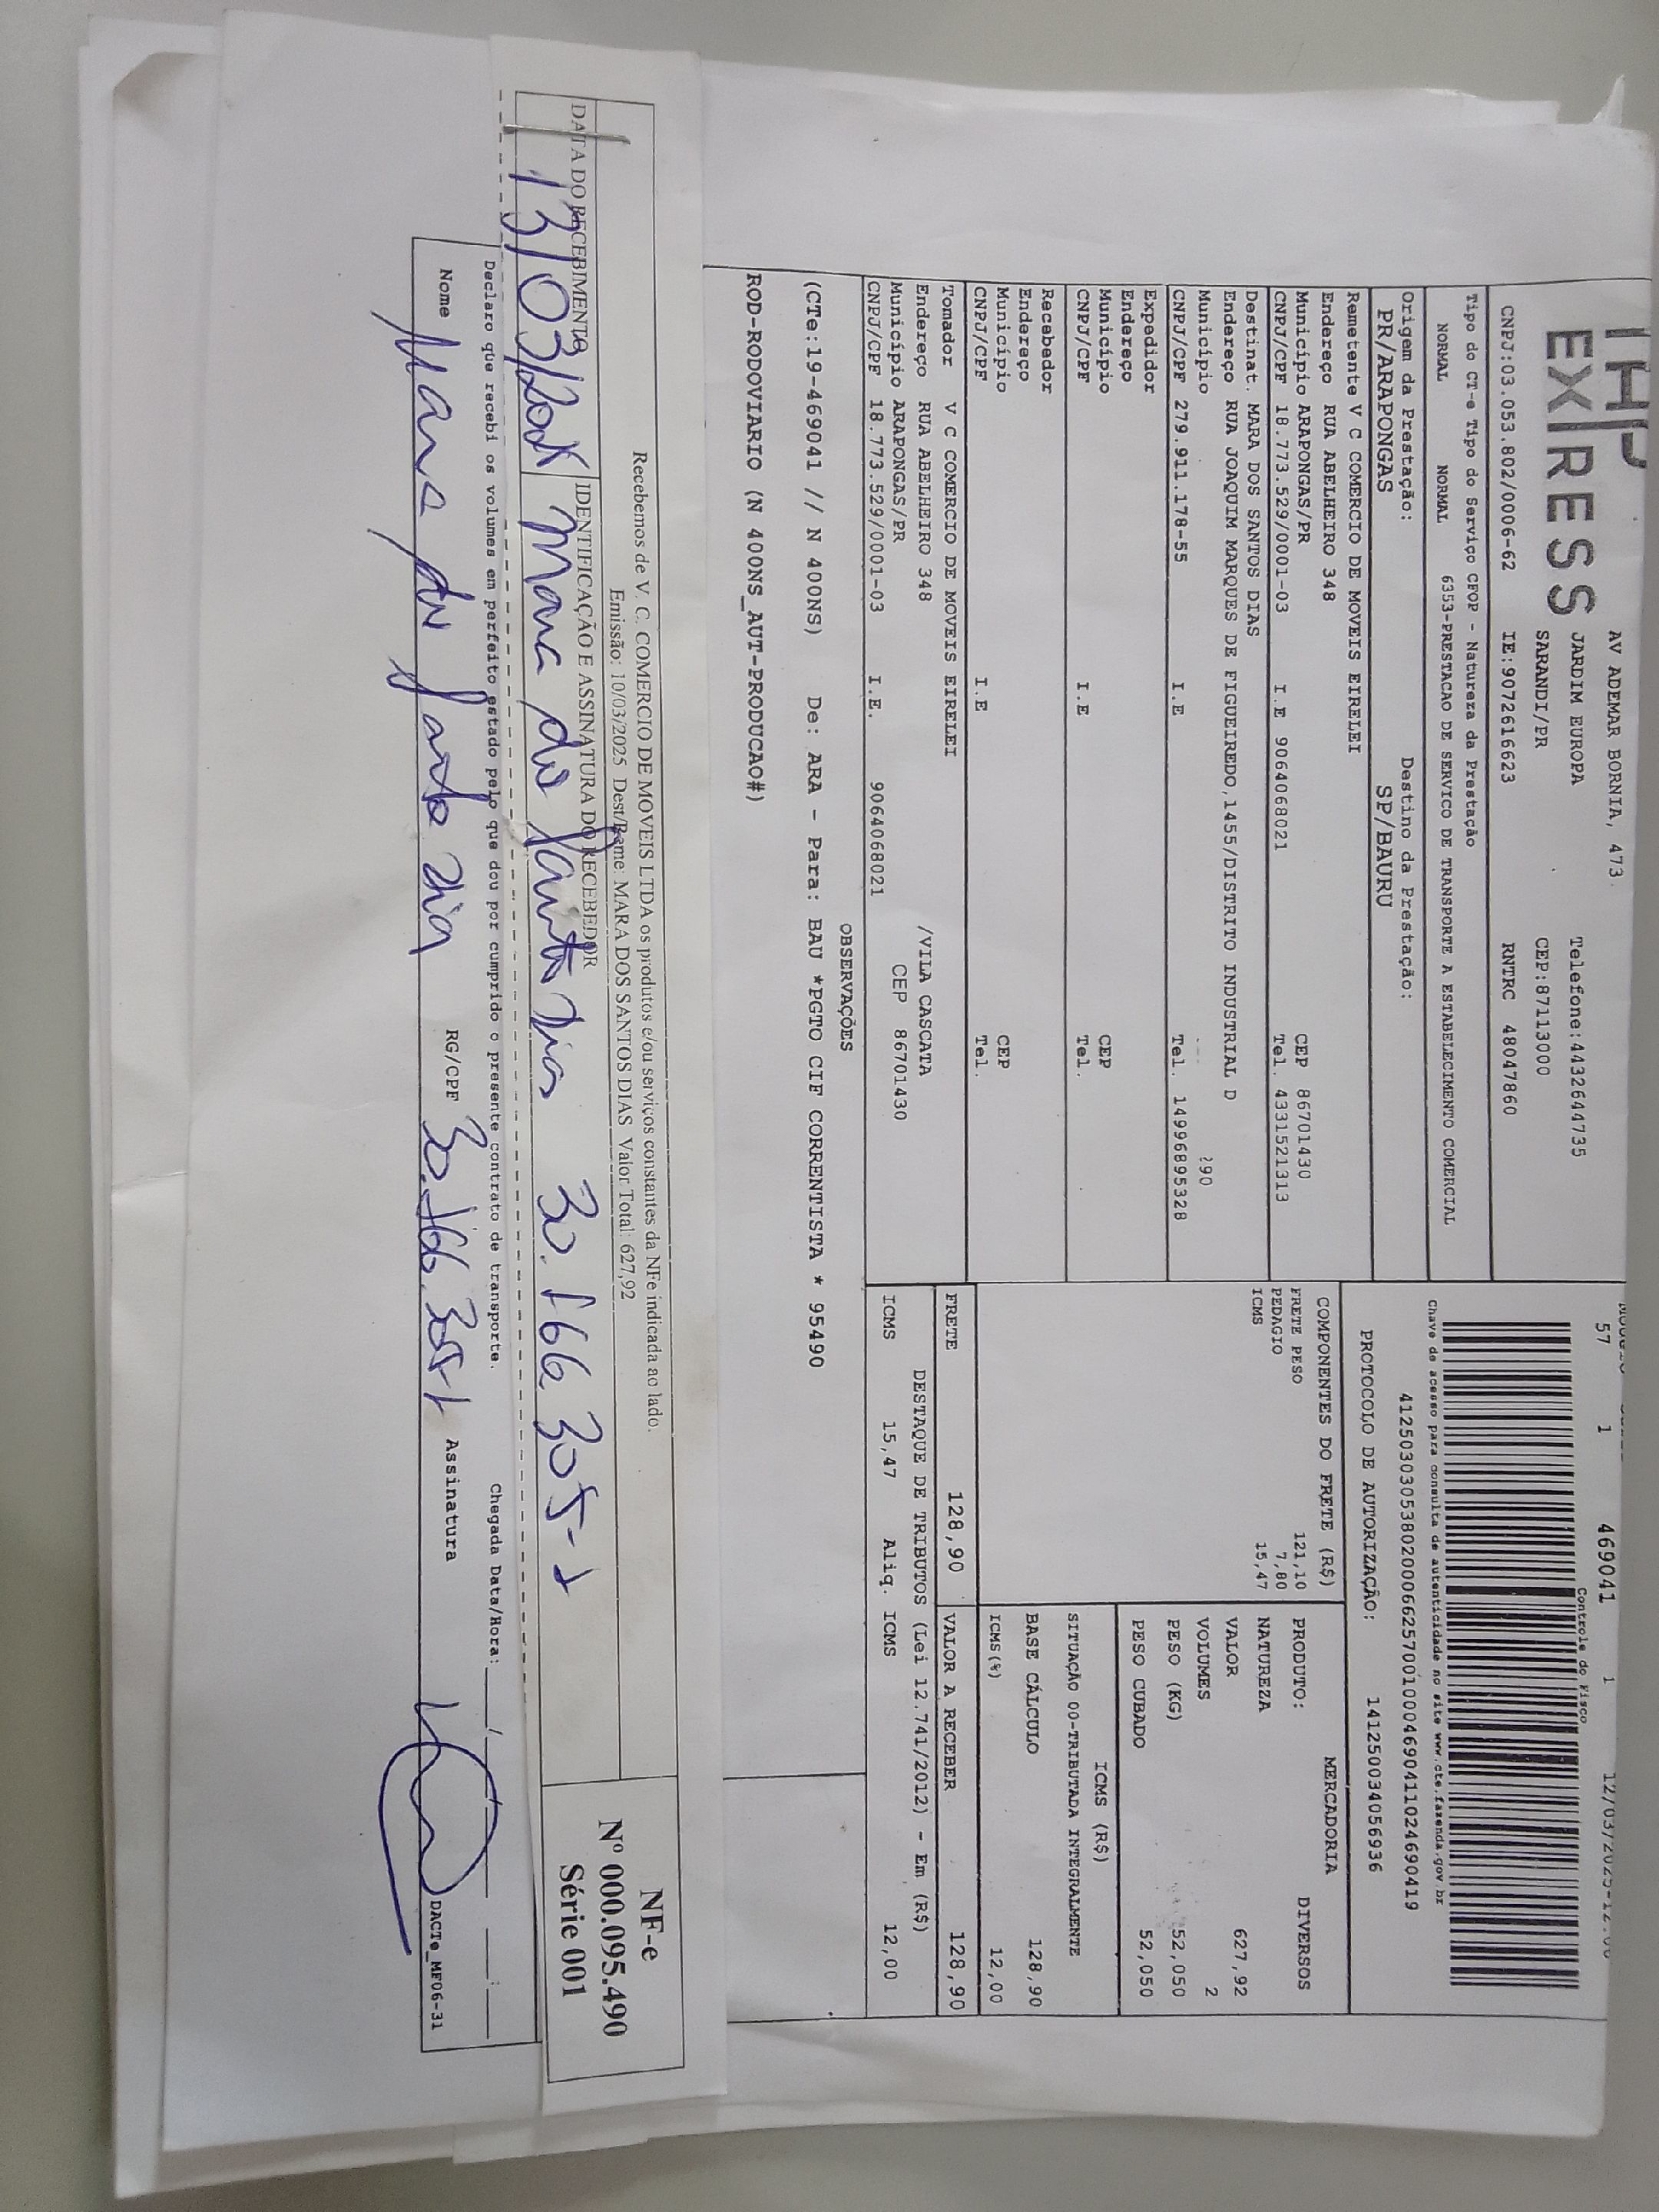 EXPRESS
AV ADEMAR BORNIA, 473
JARDIM EUROPA Telefone:4432644735
SARANDI/PR CEP:87113000
CNPJ:03.053.802/0006-62 IE:9072616623 RNTRC 48047860
57 1 469041 1
Controle do Fisco
Chave de acesso para consulta de autenticidade no site www.cte.fazenda.gov.br
41250303053802000662570010004690411024690419
PROTOCOLO DE AUTORIZAÇÃO: 141250034056936
Tipo do CT-e Tipo do Serviço CFOP - Natureza da Prestação
NORMAL NORMAL 6353-PRESTACAO DE SERVICO DE TRANSPORTE A ESTABELECIMENTO COMERCIAL
Origem da Prestação: Destino da Prestação:
PR/ARAPONGAS SP/BAURU
Remetente V C COMERCIO DE MOVEIS EIRELEI
Endereço RUA ABELHEIRO 348
Município ARAPONGAS/PR CEP 86701430
CNPJ/CPF 18.773.529/0001-03 I.E 9064068021 Tel. 4331521313
Destinat. MARA DOS SANTOS DIAS
Endereço RUA JOAQUIM MARQUES DE FIGUEIREDO,1455/DISTRITO INDUSTRIAL D
Município 290
CNPJ/CPF 279.911.178-55 I.E Tel. 14996895328
Expedidor
Endereço
Município CEP
CNPJ/CPF I.E Tel.
Recebedor
Endereço
Município CEP
CNPJ/CPF I.E Tel.
Tomador V C COMERCIO DE MOVEIS EIRELEI
Endereço RUA ABELHEIRO 348 /VILA CASCATA
Município ARAPONGAS/PR CEP 86701430
CNPJ/CPF 18.773.529/0001-03 I.E. 9064068021
COMPONENTES DO FRETE (R$)
FRETE PESO 121,10
PEDAGIO 7,80
ICMS 15,47
MERCADORIA
PRODUTO: DIVERSOS
NATUREZA
VALOR 627,92
VOLUMES 2
PESO (KG) 52,050
PESO CUBADO 52,050
ICMS (R$)
SITUAÇÃO 00-TRIBUTADA INTEGRALMENTE
BASE CÁLCULO 128,90
ICMS(%) 12,00
FRETE 128,90 VALOR A RECEBER 128,90
DESTAQUE DE TRIBUTOS (Lei 12.741/2012) - Em (R$)
ICMS 15,47 Aliq. ICMS 12,00
OBSERVAÇÕES
(CTe:19-469041 // N 400NS) De: ARA - Para: BAU *PGTO CIF CORRENTISTA * 95490
ROD-RODOVIARIO (N 400NS_AUT-PRODUCAO#)
Recebemos de V. C. COMERCIO DE MOVEIS LTDA os produtos e/ou serviços constantes da NFe indicada ao lado.
Emissão: 10/03/2025 Dest/Reme: MARA DOS SANTOS DIAS Valor Total: 627,92
DATA DO RECEBIMENTO IDENTIFICAÇÃO E ASSINATURA DO RECEBEDOR
13/03/2025 Mara dos Santos Dias 30.166.305-1
NF-e
Nº 000.095.490
Série 001
Declaro que recebi os volumes em perfeito estado pelo que dou por cumprido o presente contrato de transporte. Chegada Data/Hora: ___/___/___ ___:___
Nome Mara dos Santos Dias RG/CPF 30.166.305-1 Assinatura
DACTe_MF06-31